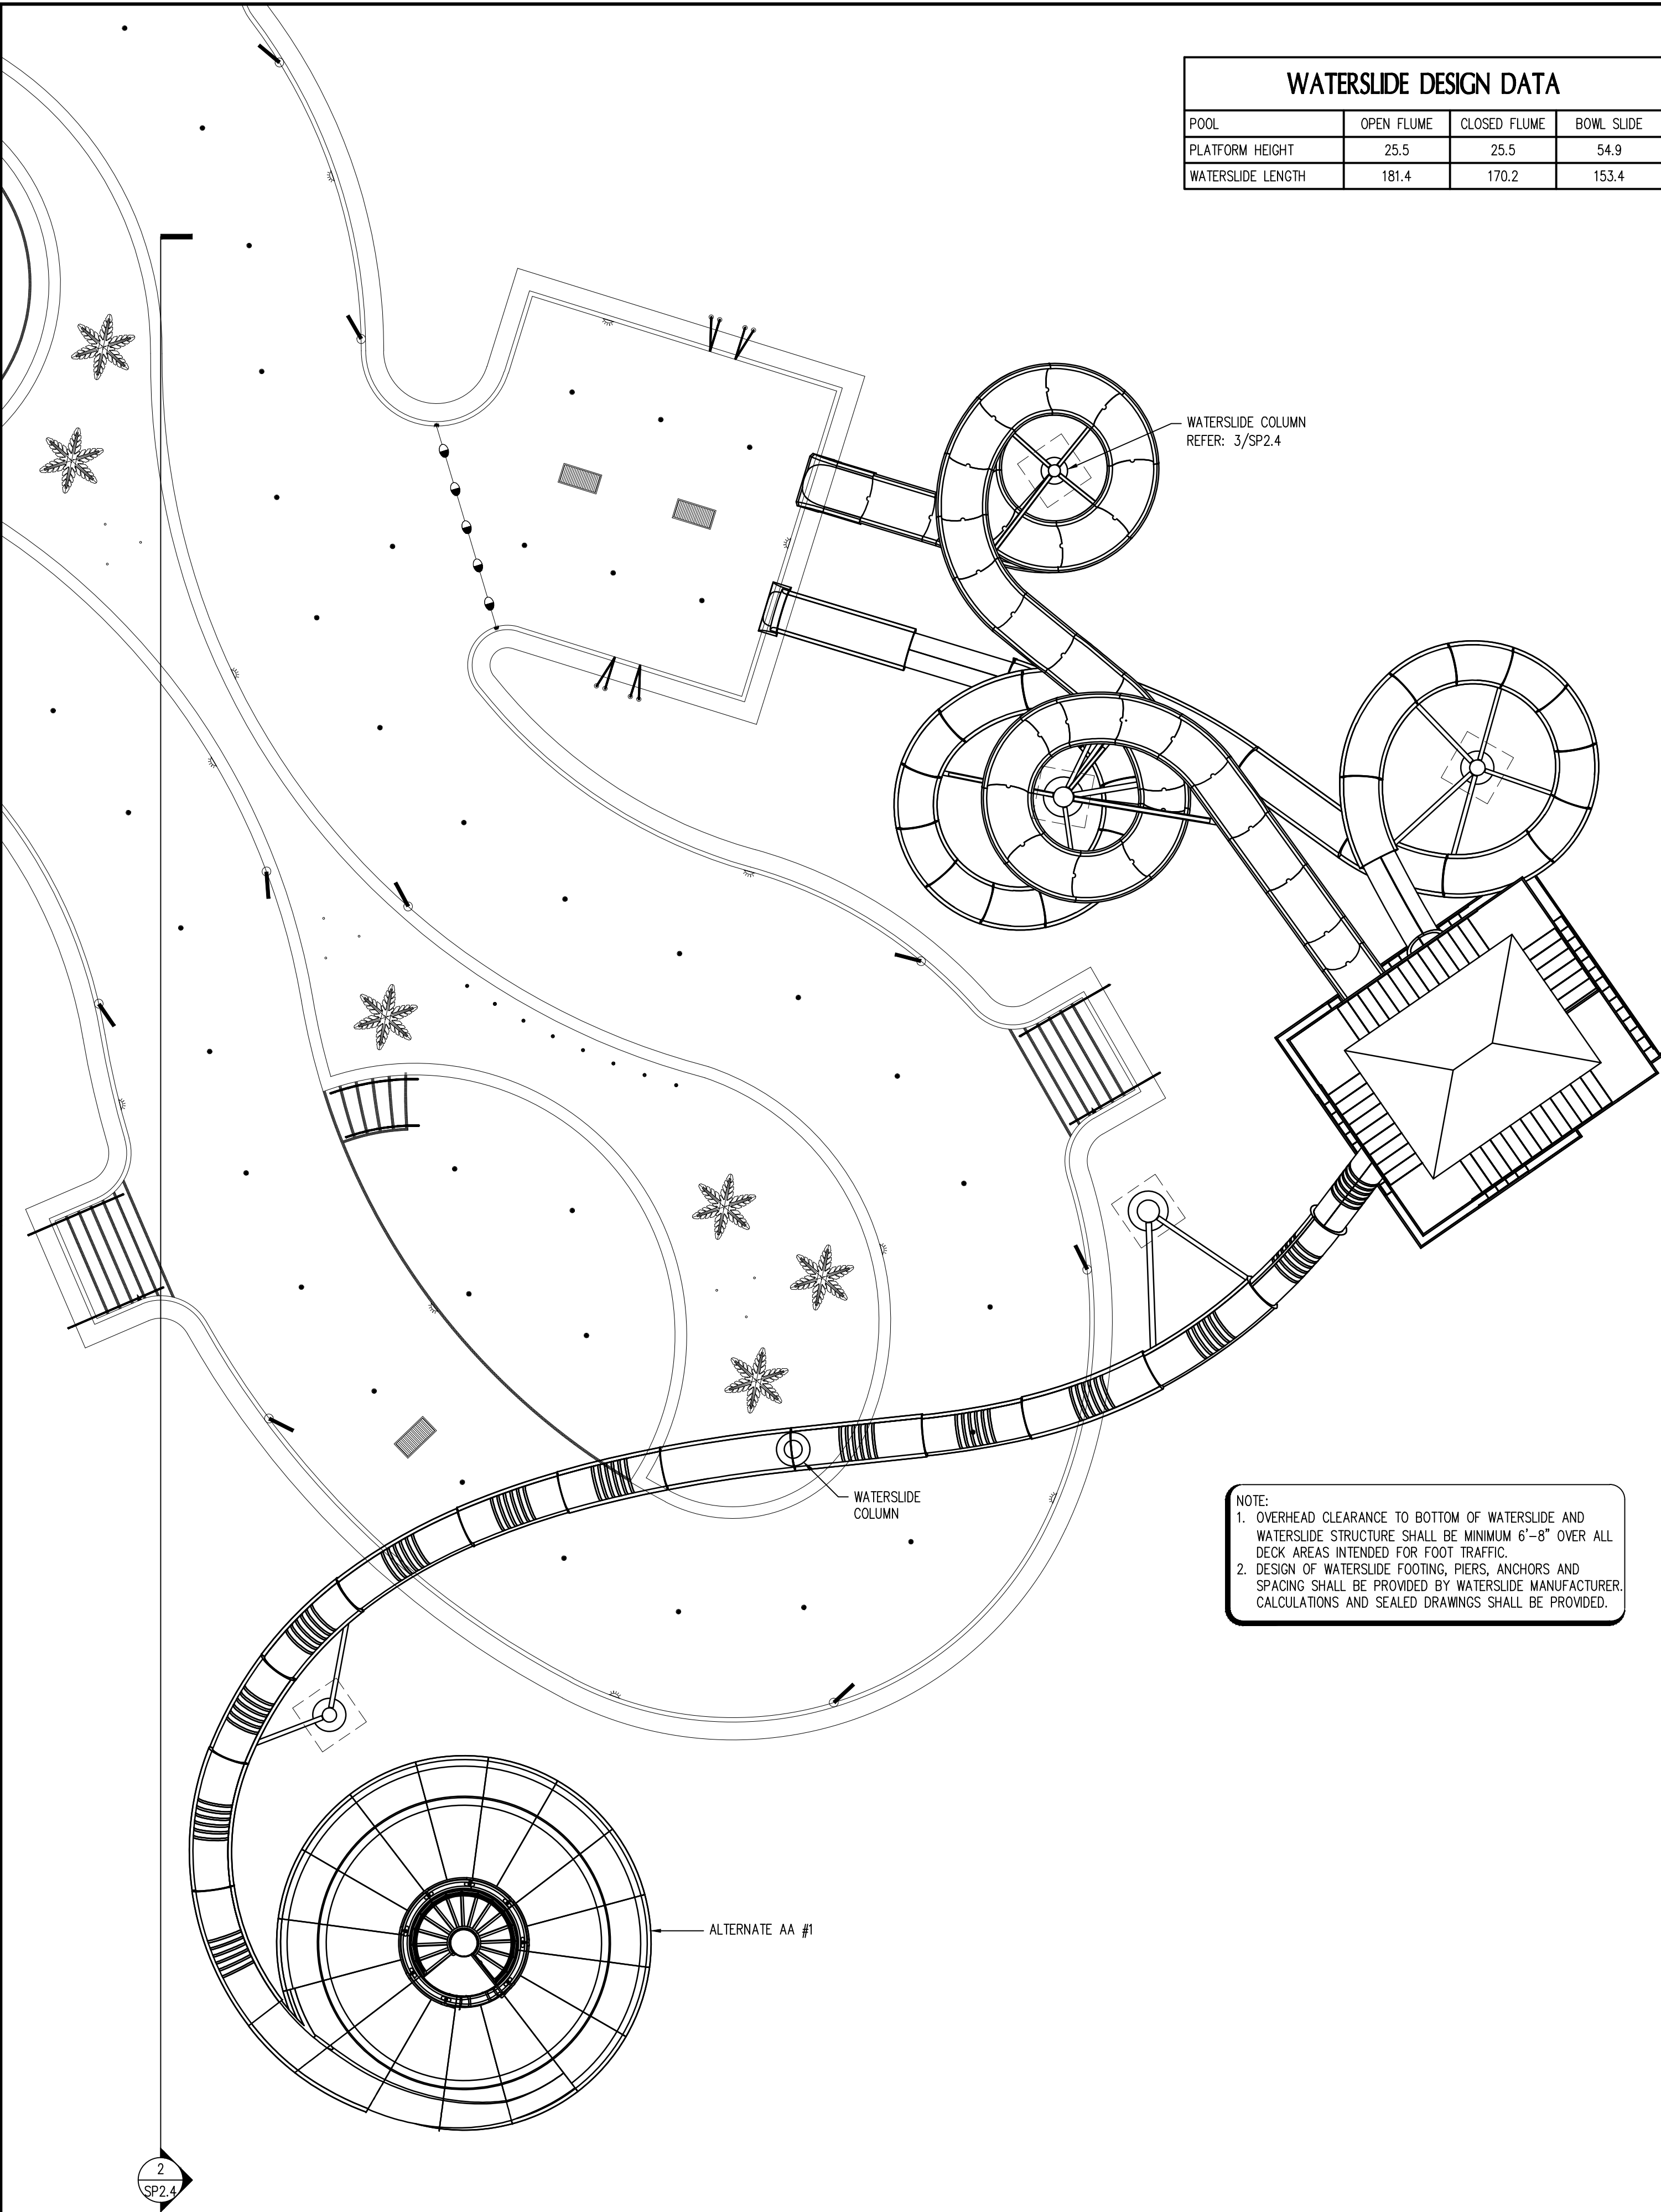 WATERSLIDE DESIGN DATA
POOL OPEN FLUME CLOSED FLUME BOWL SLIDE
PLATFORM HEIGHT 25.5 25.5 54.9
WATERSLIDE LENGTH 181.4 170.2 153.4
WATERSLIDE COLUMN
REFER: 3/SP2.4
WATERSLIDE
COLUMN
NOTE:
1. OVERHEAD CLEARANCE TO BOTTOM OF WATERSLIDE AND
WATERSLIDE STRUCTURE SHALL BE MINIMUM 6'-8" OVER ALL
DECK AREAS INTENDED FOR FOOT TRAFFIC.
2. DESIGN OF WATERSLIDE FOOTING, PIERS, ANCHORS AND
SPACING SHALL BE PROVIDED BY WATERSLIDE MANUFACTURER.
CALCULATIONS AND SEALED DRAWINGS SHALL BE PROVIDED.
ALTERNATE AA #1
2
SP2.4